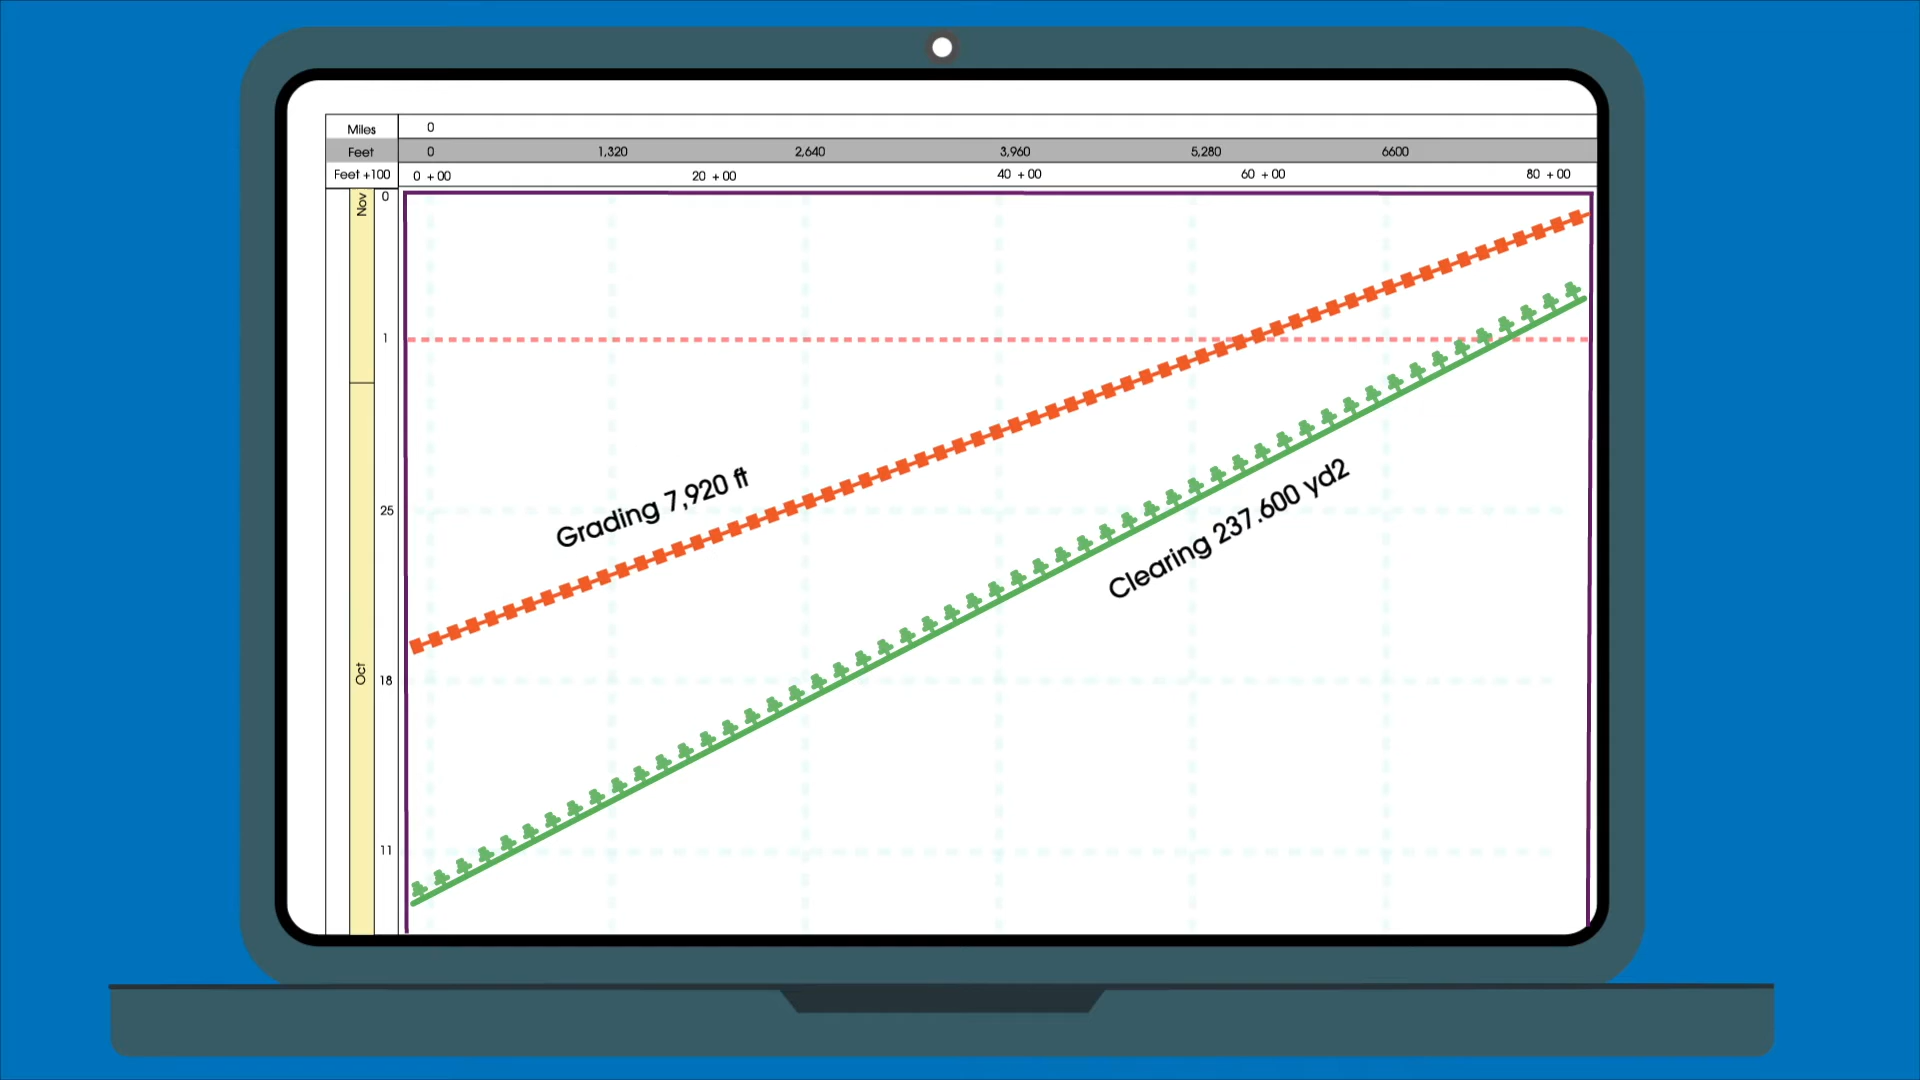 Miles 0
Feet 0 1,320 2,640 3,960 5,280 6600
Feet +100 0 +00 20 +00 40 +00 60 +00 80 +00
Nov
0
1
25
Oct
18
11
Grading 7,920 ft
Clearing 237.600 yd2